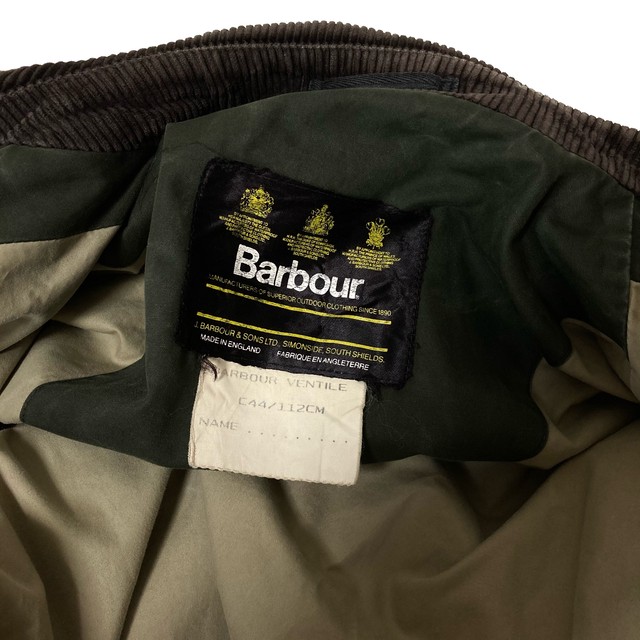 Barbour
MANUFACTURERS OF SUPERIOR OUTDOOR CLOTHING SINCE 1890
J. BARBOUR & SONS LTD. SIMONSIDE, SOUTH SHIELDS.
MADE IN ENGLAND FABRIQUE EN ANGLETERRE
BARBOUR VENTILE
C44/112CM
NAME..........